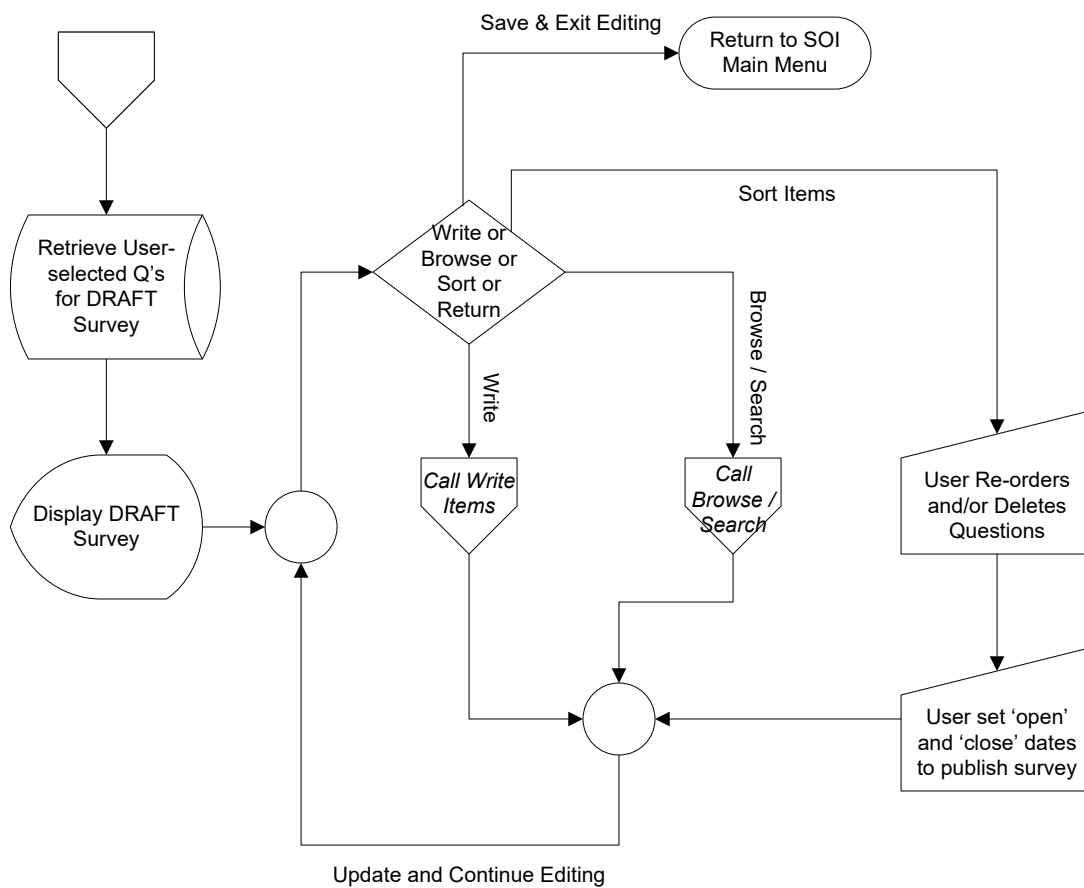 Save & Exit Editing
Return to SOI
Main Menu
Sort Items
Retrieve User-
selected Q’s
for DRAFT
Survey
Write or
Browse or
Sort or
Return
Browse / Search
Write
Call Write
Items
Call
Browse /
Search
Display DRAFT
Survey
User Re-orders
and/or Deletes
Questions
User set ‘open’
and ‘close’ dates
to publish survey
Update and Continue Editing